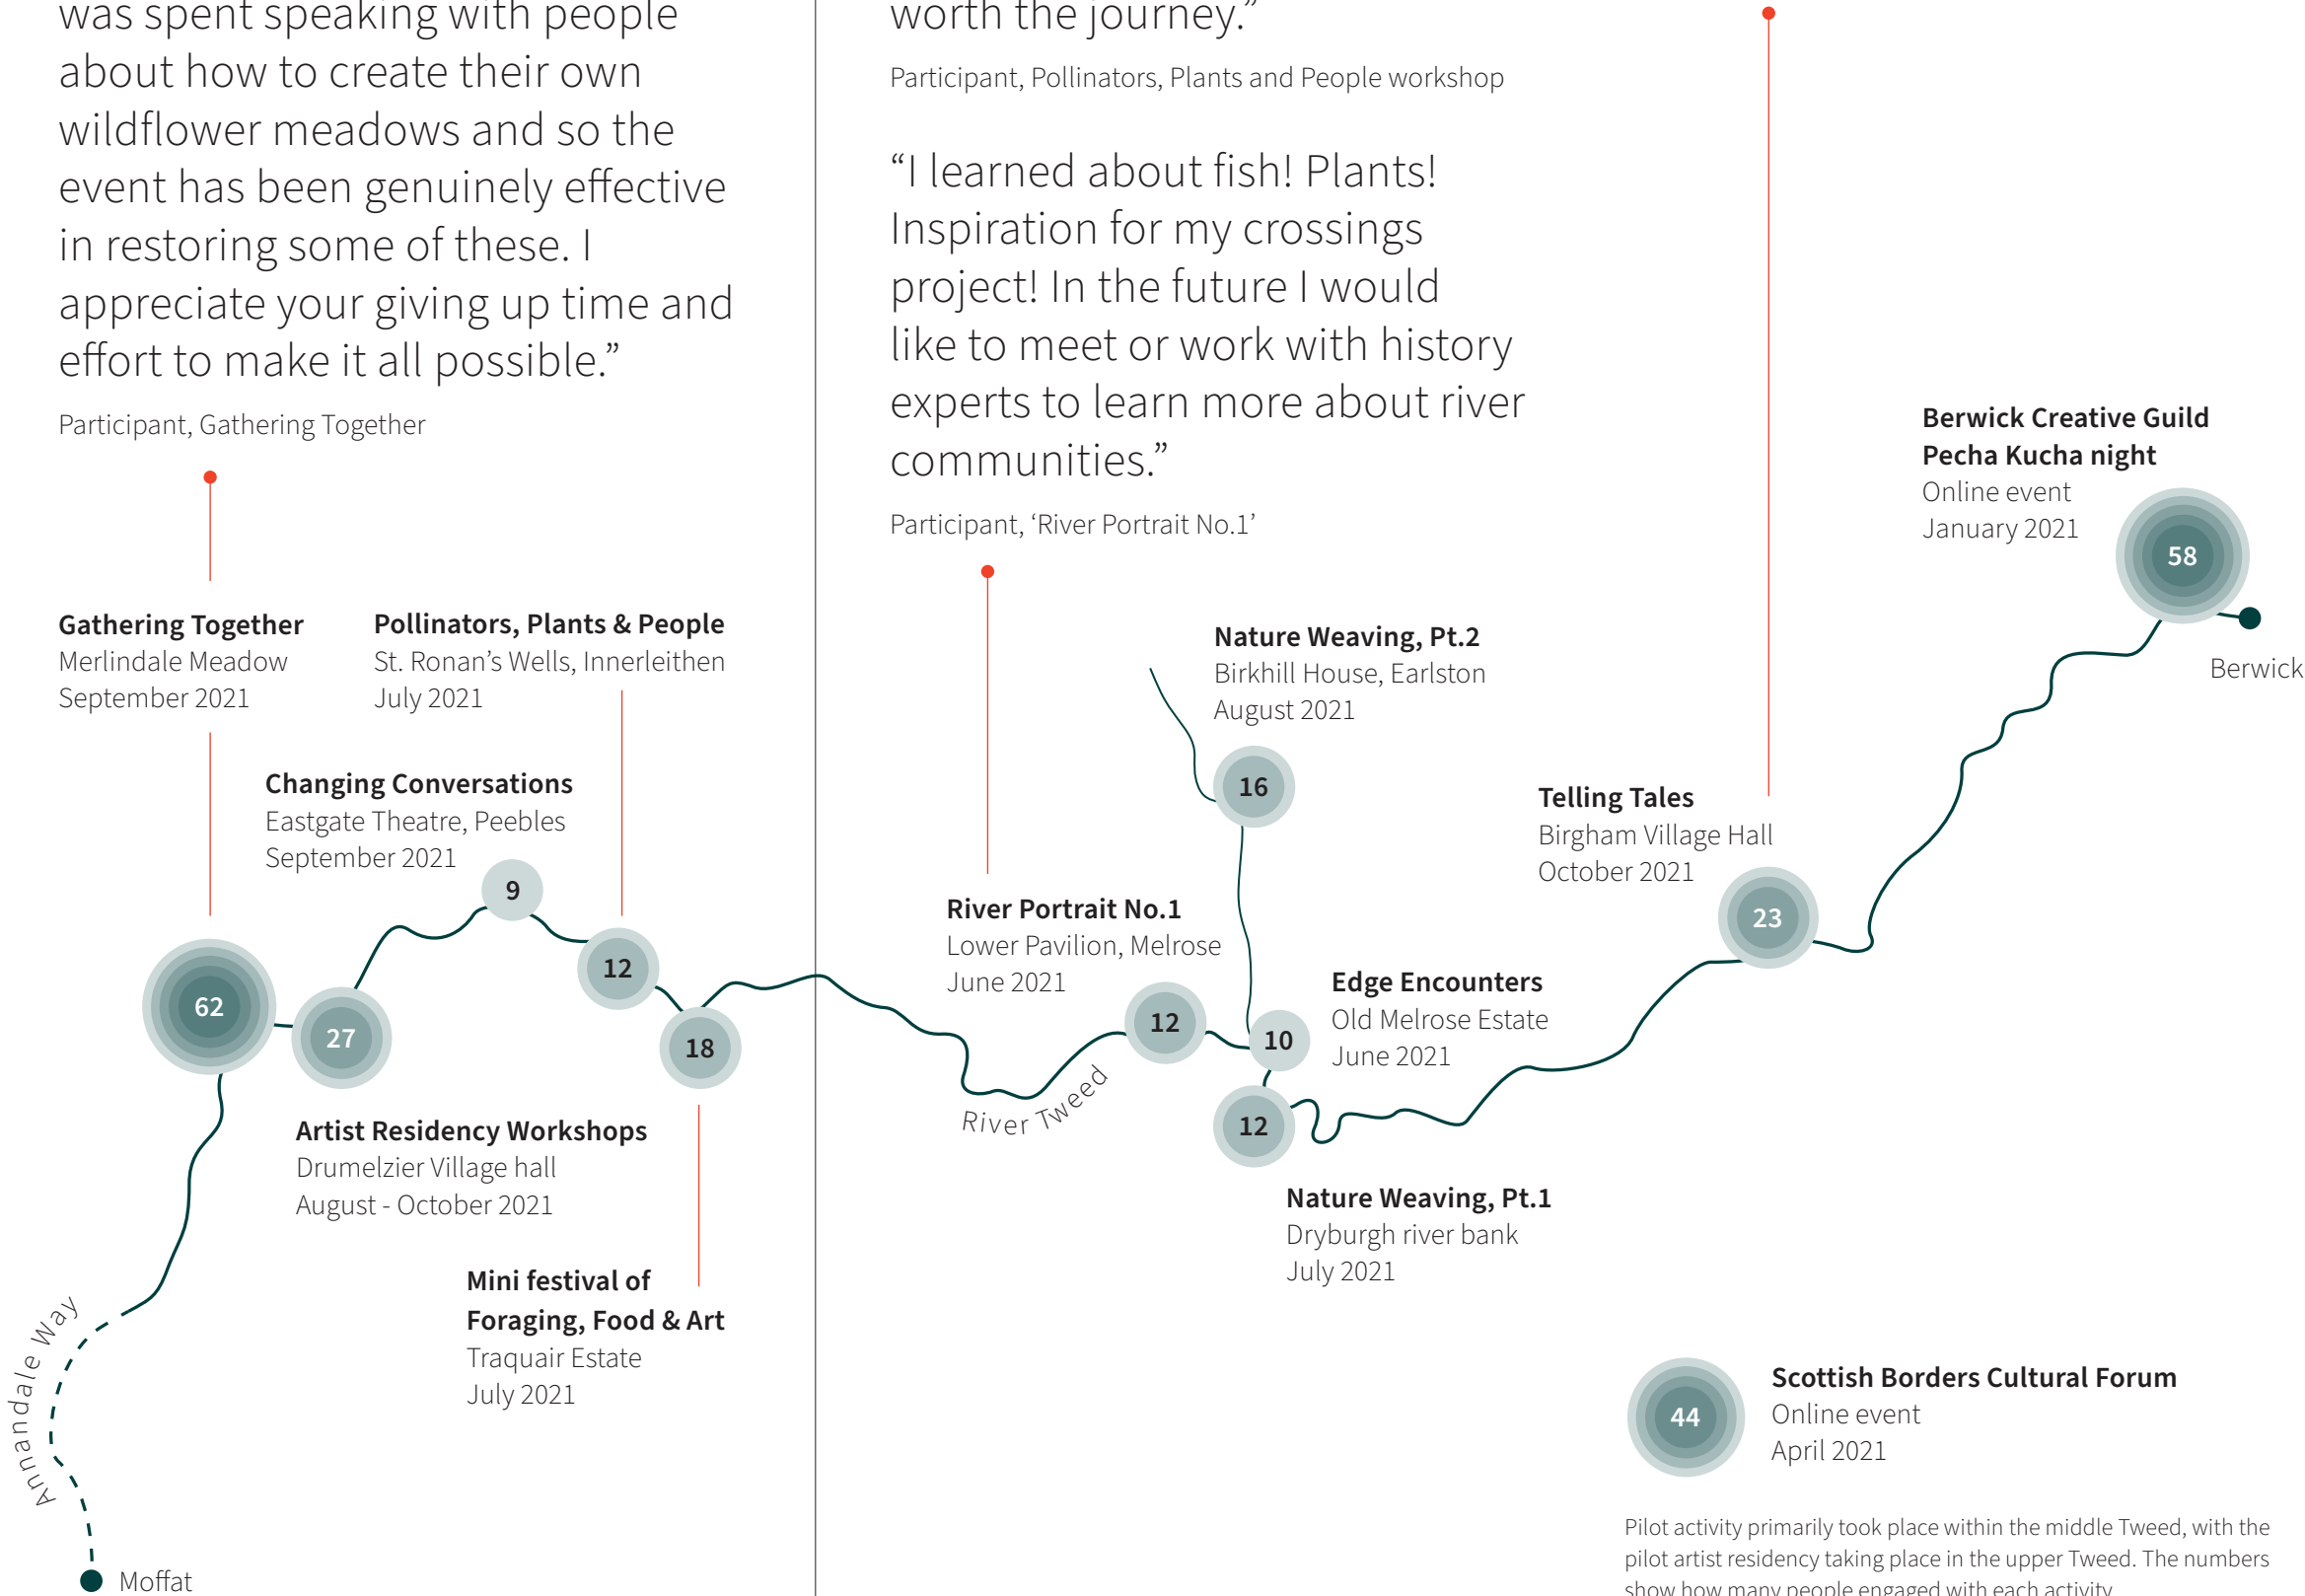 was spent speaking with people
about how to create their own
wildflower meadows and so the
event has been genuinely effective
in restoring some of these. I
appreciate your giving up time and
effort to make it all possible.”
Participant, Gathering Together
worth the journey.”
Participant, Pollinators, Plants and People workshop
“I learned about fish! Plants!
Inspiration for my crossings
project! In the future I would
like to meet or work with history
experts to learn more about river
communities.”
Participant, ‘River Portrait No.1’
Gathering Together
Merlindale Meadow
September 2021
62
Pollinators, Plants & People
St. Ronan’s Wells, Innerleithen
July 2021
12
Changing Conversations
Eastgate Theatre, Peebles
September 2021
9
27
Artist Residency Workshops
Drumelzier Village hall
August - October 2021
18
Mini festival of
Foraging, Food & Art
Traquair Estate
July 2021
Annandale Way
Moffat
River Tweed
River Portrait No.1
Lower Pavilion, Melrose
June 2021
12
Nature Weaving, Pt.2
Birkhill House, Earlston
August 2021
16
10
Edge Encounters
Old Melrose Estate
June 2021
12
Nature Weaving, Pt.1
Dryburgh river bank
July 2021
Telling Tales
Birgham Village Hall
October 2021
23
Berwick Creative Guild
Pecha Kucha night
Online event
January 2021
58
Berwick
44
Scottish Borders Cultural Forum
Online event
April 2021
Pilot activity primarily took place within the middle Tweed, with the
pilot artist residency taking place in the upper Tweed. The numbers
show how many people engaged with each activity